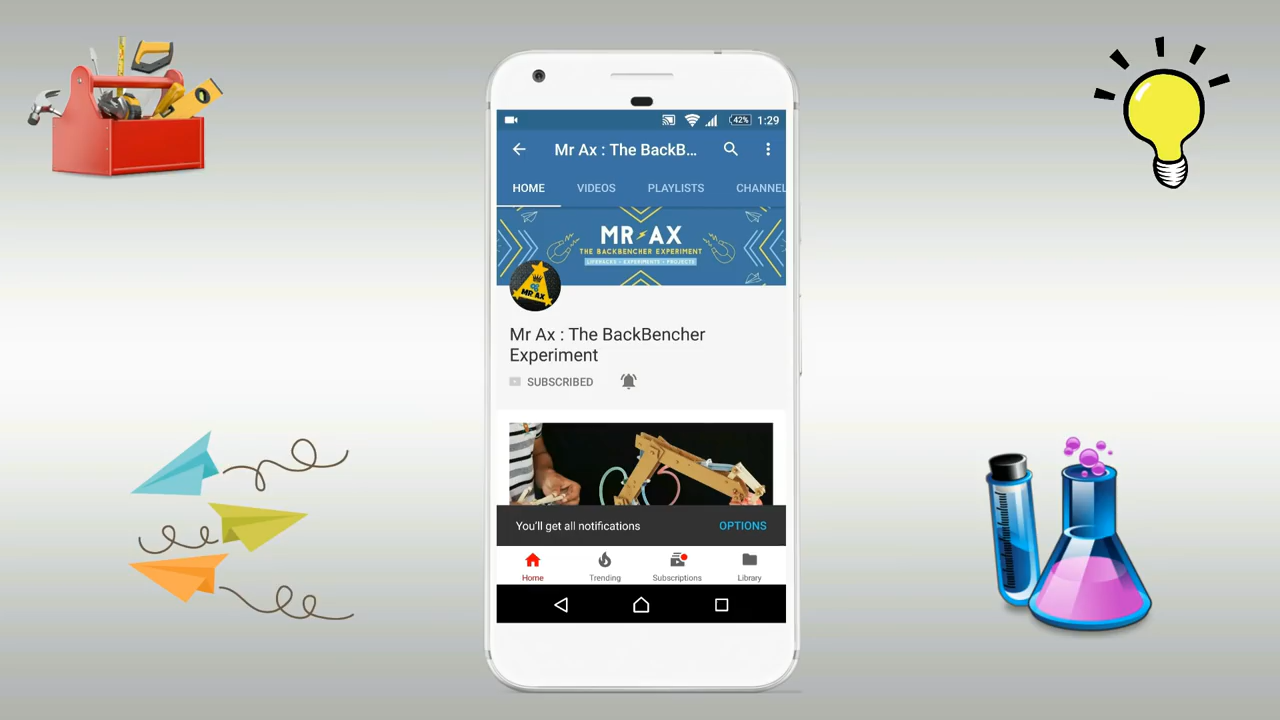 42%
1:29
Mr Ax : The BackB...
HOME VIDEOS PLAYLISTS CHANNEL
MR AX
THE BACKBENCHER EXPERIMENT
LIFEHACKS • EXPERIMENTS • PROJECTS
MR AX
Mr Ax : The BackBencher
Experiment
SUBSCRIBED
You'll get all notifications OPTIONS
Home Trending Subscriptions Library